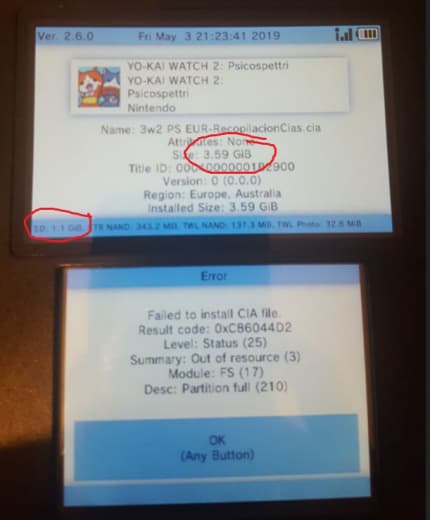 Ver. 2.6.0
Fri May 3 21:23:41 2019
YO-KAI WATCH 2: Psicospettri
YO-KAI WATCH 2:
Psicospettri
Nintendo
Name: 3w2 PS EUR-RecopilacionCias.cia
Attributes: None
Size: 3.59 GiB
Title ID: 00040000001B2900
Version: 0 (0.0.0)
Region: Europe, Australia
Installed Size: 3.59 GiB
SD: 1.1 GiB, TR NAND: 343.2 MiB, TWL NAND: 137.3 MiB, TWL Photo: 32.6 MiB
Error
Failed to install CIA file.
Result code: 0xC86044D2
Level: Status (25)
Summary: Out of resource (3)
Module: FS (17)
Desc: Partition full (210)
OK
(Any Button)